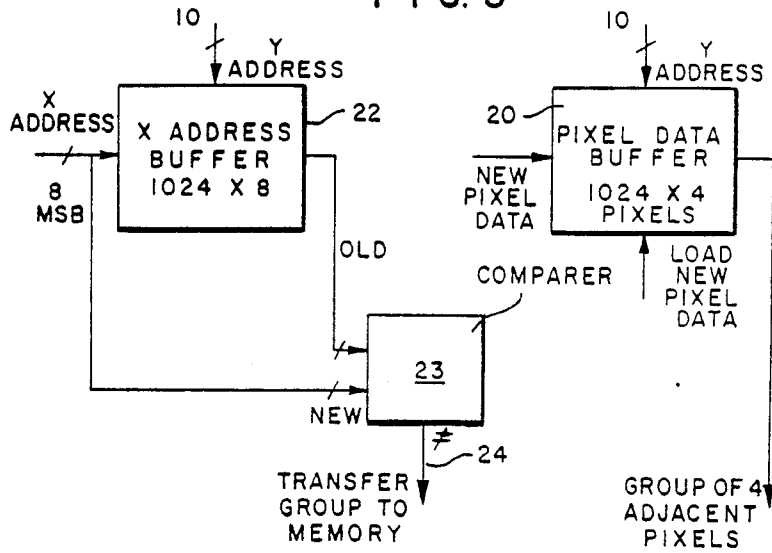 10
Y
ADDRESS
X
ADDRESS
8
MSB
X ADDRESS
BUFFER
1024 X 8
22
OLD
NEW
COMPARER
23
≠
24
TRANSFER
GROUP TO
MEMORY
10
Y
ADDRESS
20
PIXEL DATA
BUFFER
1024 X 4
PIXELS
NEW
PIXEL
DATA
LOAD
NEW
PIXEL
DATA
GROUP OF 4
ADJACENT
PIXELS